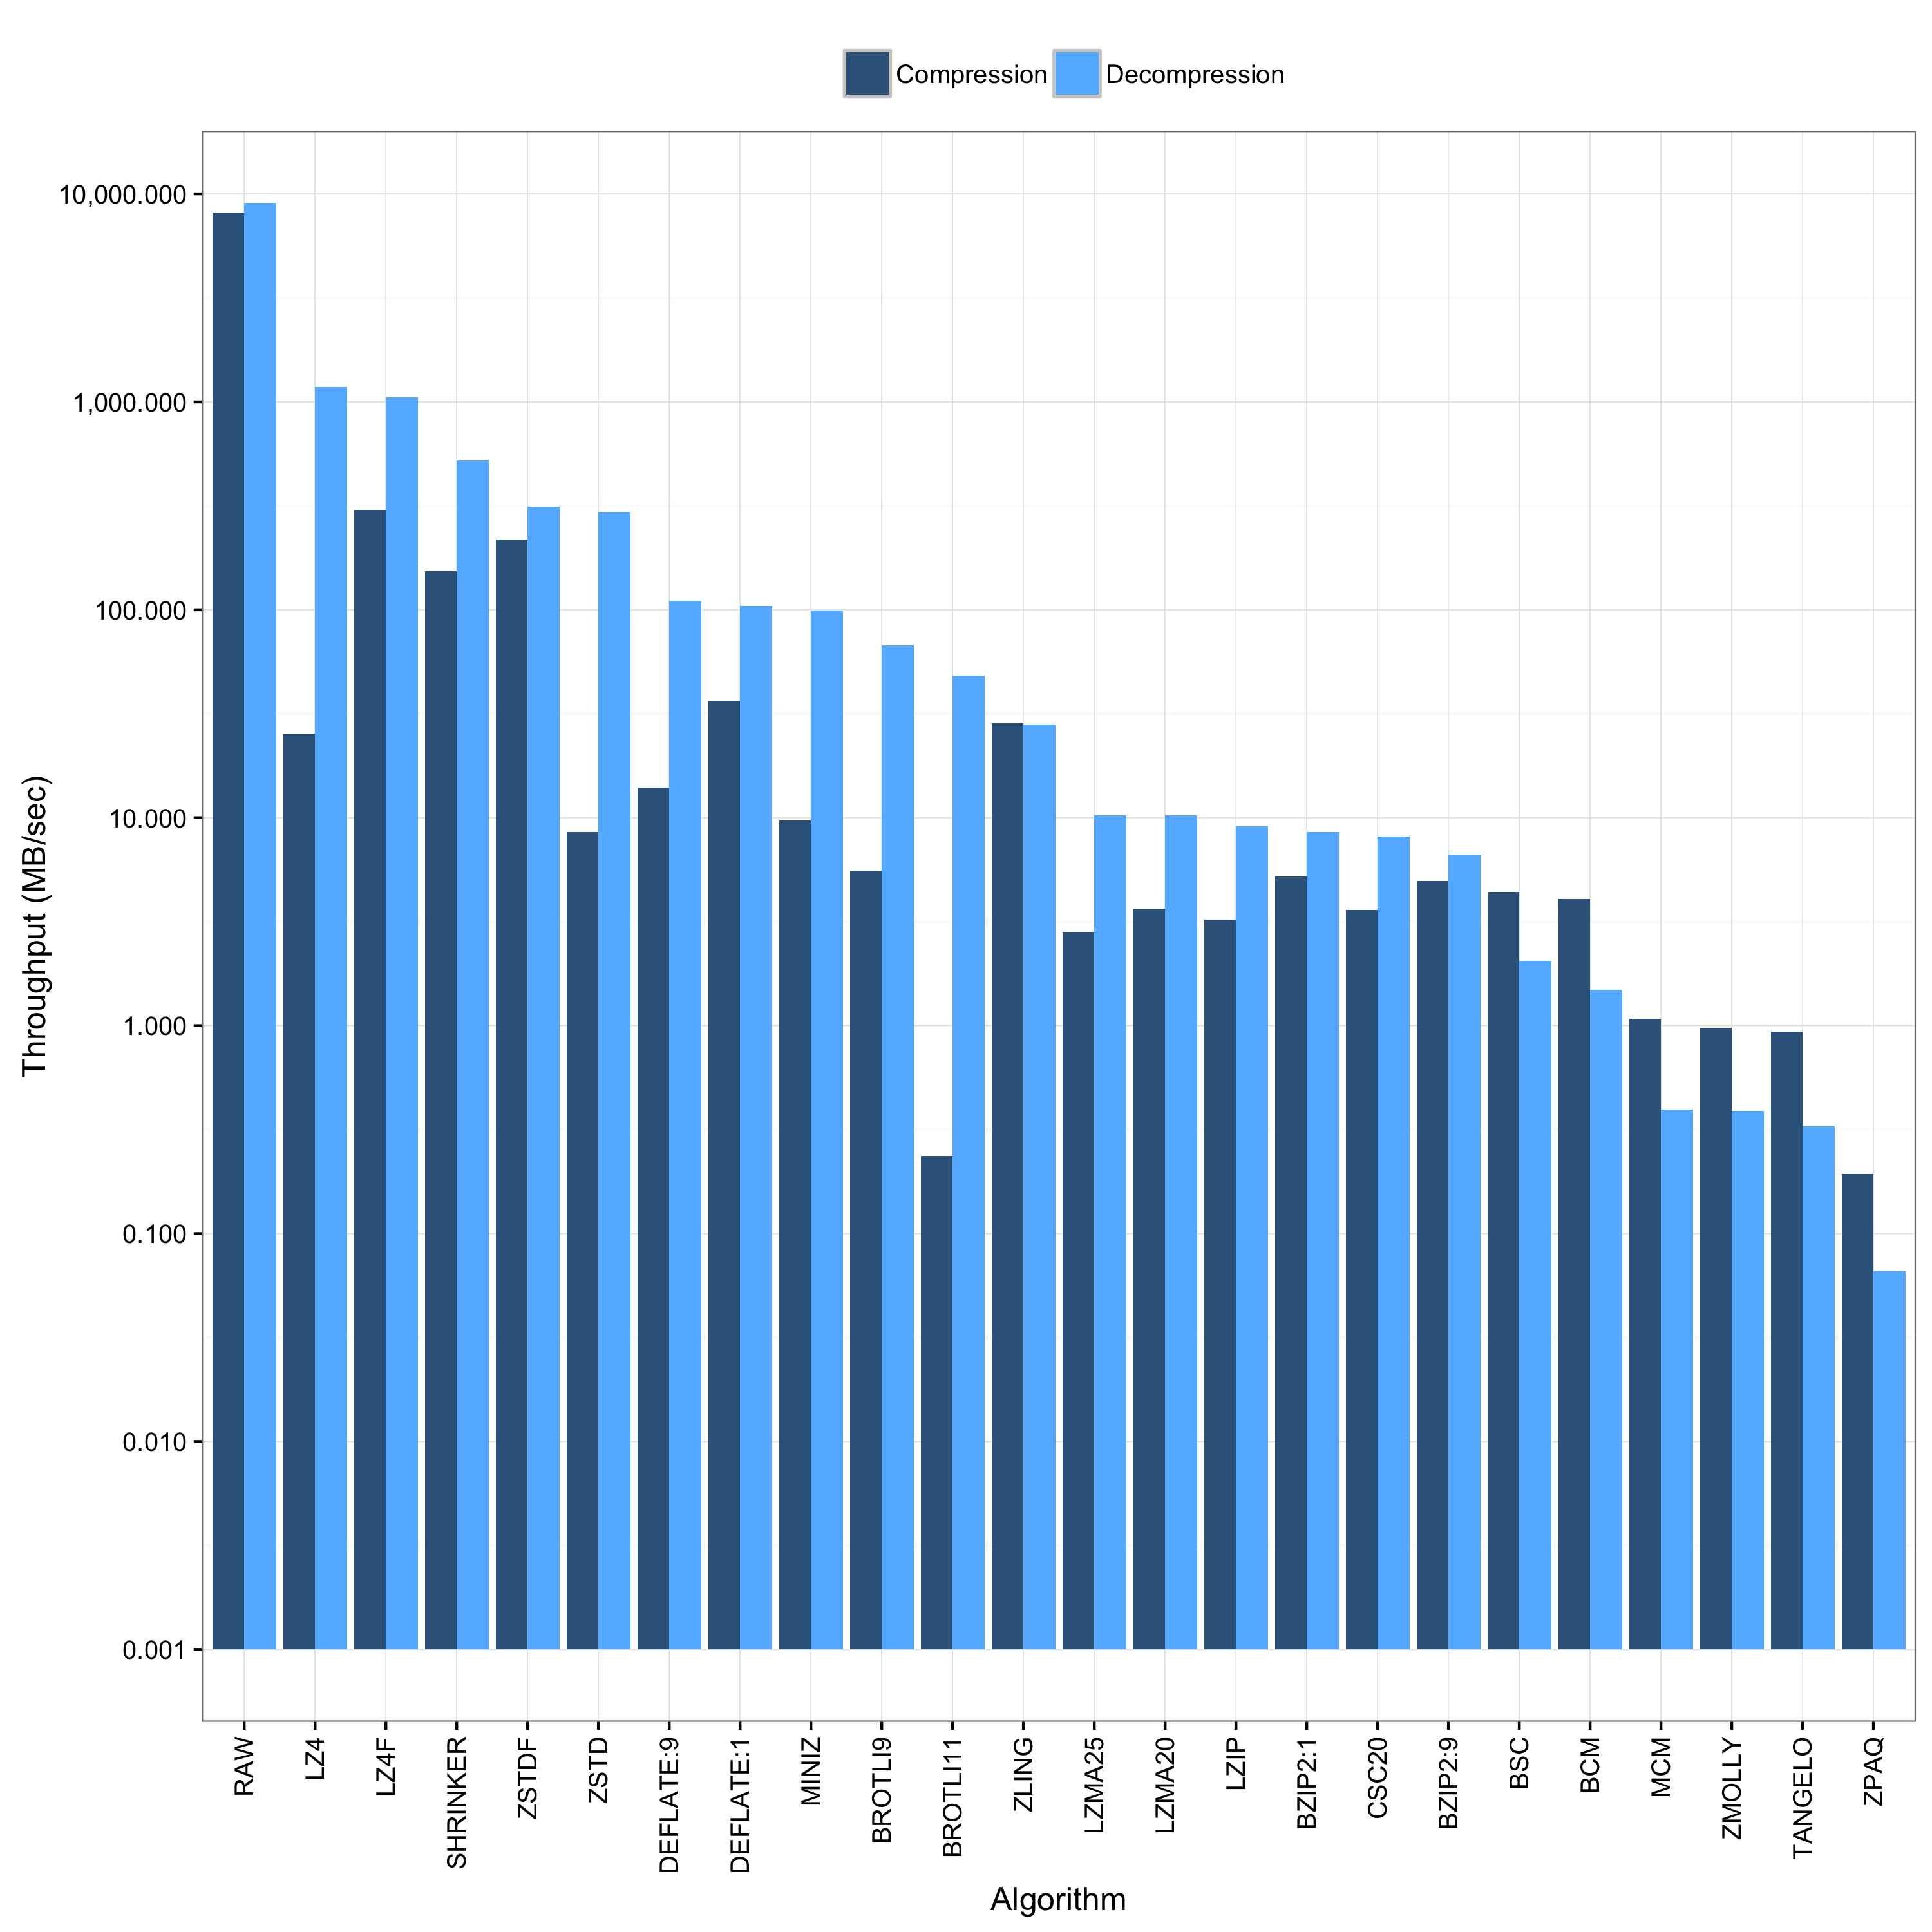 Compression Decompression
10,000.000
1,000.000
100.000
10.000
1.000
0.100
0.010
0.001
Throughput (MB/sec)
RAW
LZ4
LZ4F
SHRINKER
ZSTDF
ZSTD
DEFLATE:9
DEFLATE:1
MINIZ
BROTLI9
BROTLI11
ZLING
LZMA25
LZMA20
LZIP
BZIP2:1
CSC20
BZIP2:9
BSC
BCM
MCM
ZMOLLY
TANGELO
ZPAQ
Algorithm